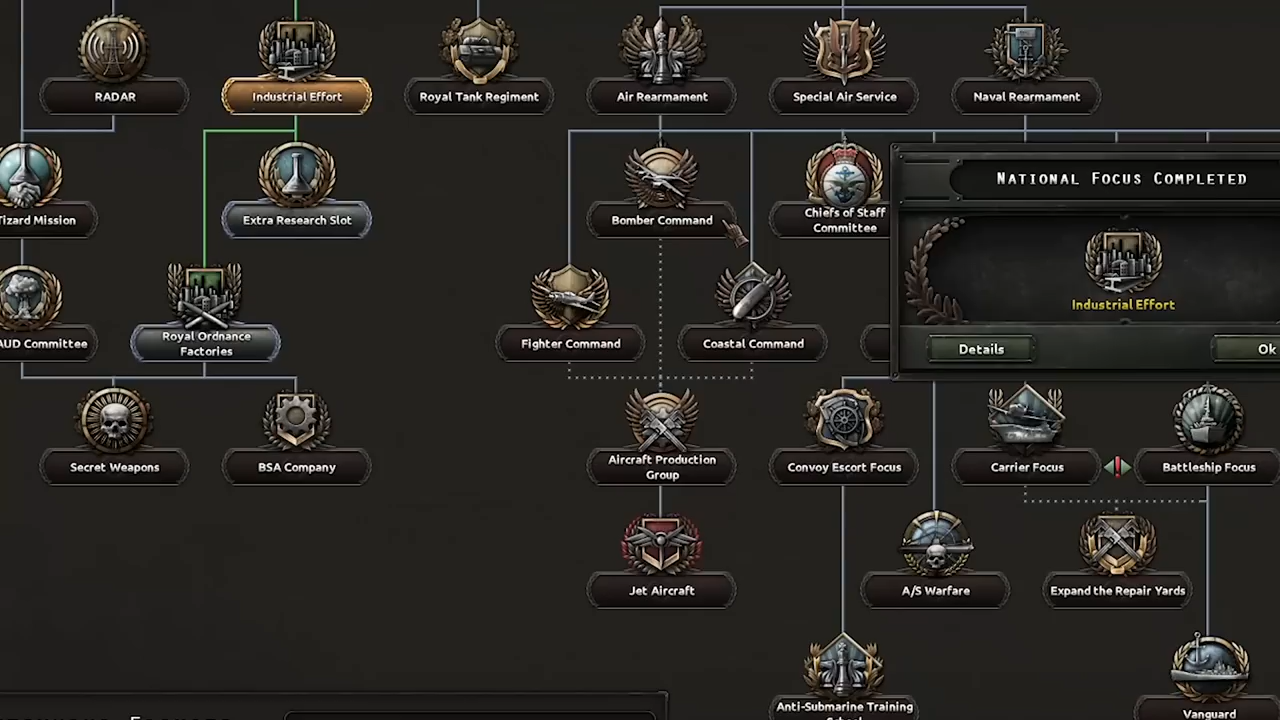 RADAR
Industrial Effort
Royal Tank Regiment
Air Rearmament
Special Air Service
Naval Rearmament
Tizard Mission
Extra Research Slot
Bomber Command
Chiefs of Staff
Committee
National Focus Completed
Industrial Effort
AUD Committee
Royal Ordnance
Factories
Fighter Command
Coastal Command
Details
Ok
Secret Weapons
BSA Company
Aircraft Production
Group
Convoy Escort Focus
Carrier Focus
Battleship Focus
Jet Aircraft
A/S Warfare
Expand the Repair Yards
Anti-Submarine Training
Vanguard